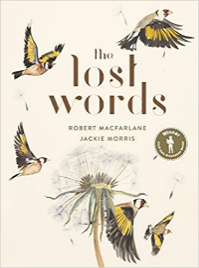 the
lost
words
ROBERT MACFARLANE
JACKIE MORRIS
Winner